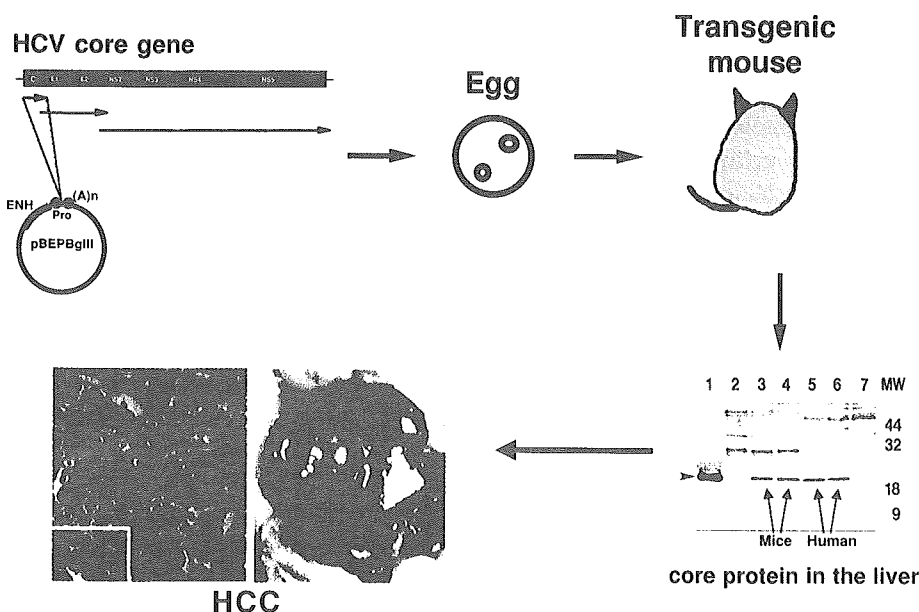 HCV core gene
C E1 E2 NS2 NS3 NS4 NS5
ENH
Pro
(A)n
pBEPBglII
Egg
Transgenic
mouse
1 2 3 4 5 6 7 MW
44
32
18
9
Mice Human
core protein in the liver
HCC